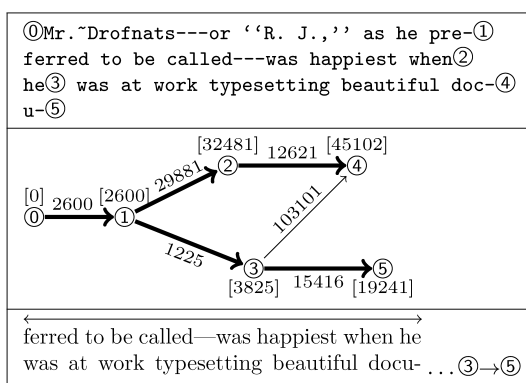 ⓪Mr.~Drofnats---or ‘‘R. J.,’’ as he pre-①
ferred to be called---was happiest when②
he③ was at work typesetting beautiful doc-④
u-⑤
[32481] 12621 [45102]
29881 ② ④
[0] 2600 [2600]
⓪ ① 103101
1225
③ 15416 ⑤
[3825] [19241]
ferred to be called—was happiest when he
was at work typesetting beautiful docu- ... ③→⑤